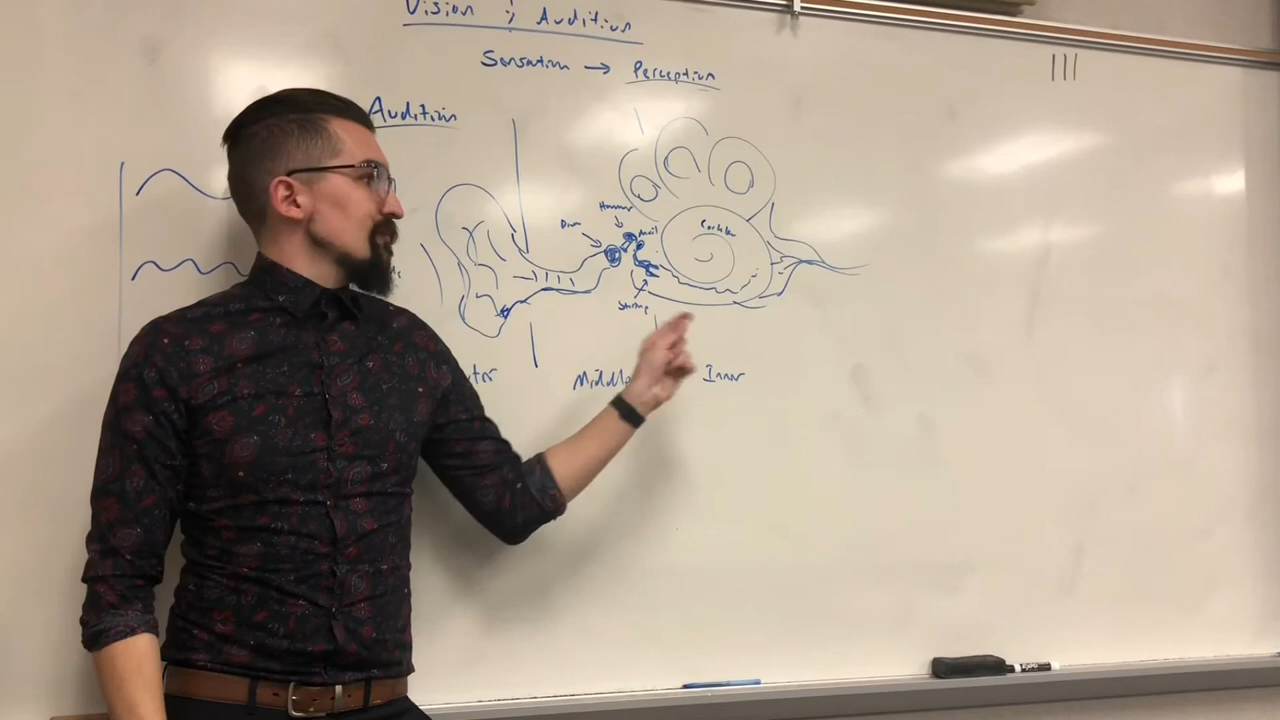 Vision & Audition
Sensation → Perception
Audition
Hammer
Drum
Anvil
Cochlea
Stirrup
Middle
Inner